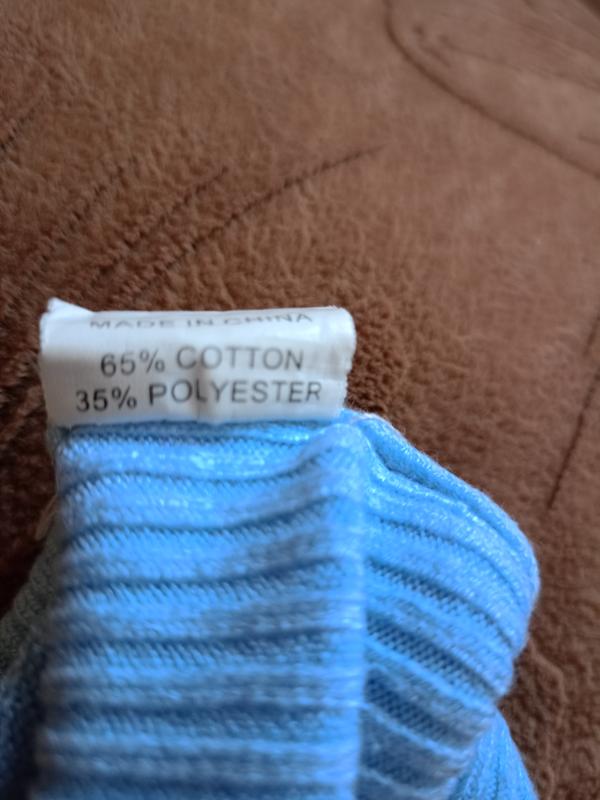 MADE IN CHINA
65% COTTON
35% POLYESTER